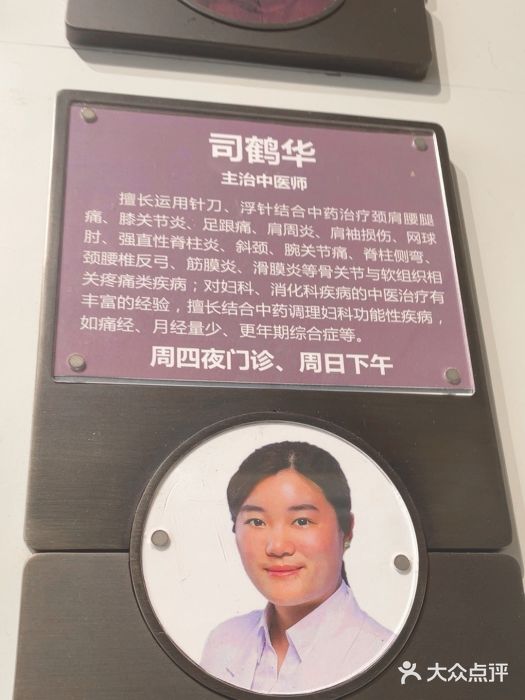 司鹤华
主治中医师
擅长运用针刀、浮针结合中药治疗颈肩腰腿
痛、膝关节炎、足跟痛、肩周炎、肩袖损伤、网球
肘、强直性脊柱炎、斜颈、腕关节痛、脊柱侧弯、
颈腰椎反弓、筋膜炎、滑膜炎等骨关节与软组织相
关疼痛类疾病；对妇科、消化科疾病的中医治疗有
丰富的经验，擅长结合中药调理妇科功能性疾病，
如痛经、月经量少、更年期综合症等。
周四夜门诊、周日下午
大众点评